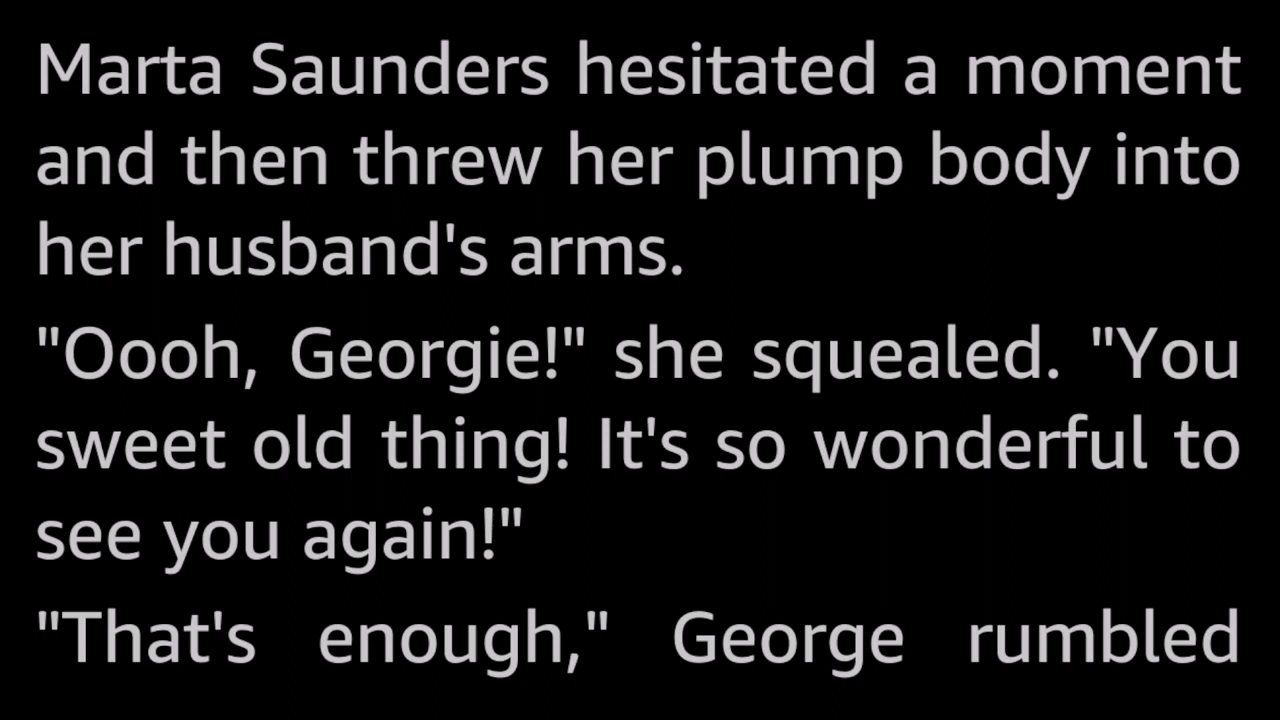 Marta Saunders hesitated a moment
and then threw her plump body into
her husband's arms.
"Oooh, Georgie!" she squealed. "You
sweet old thing! It's so wonderful to
see you again!"
"That's enough," George rumbled